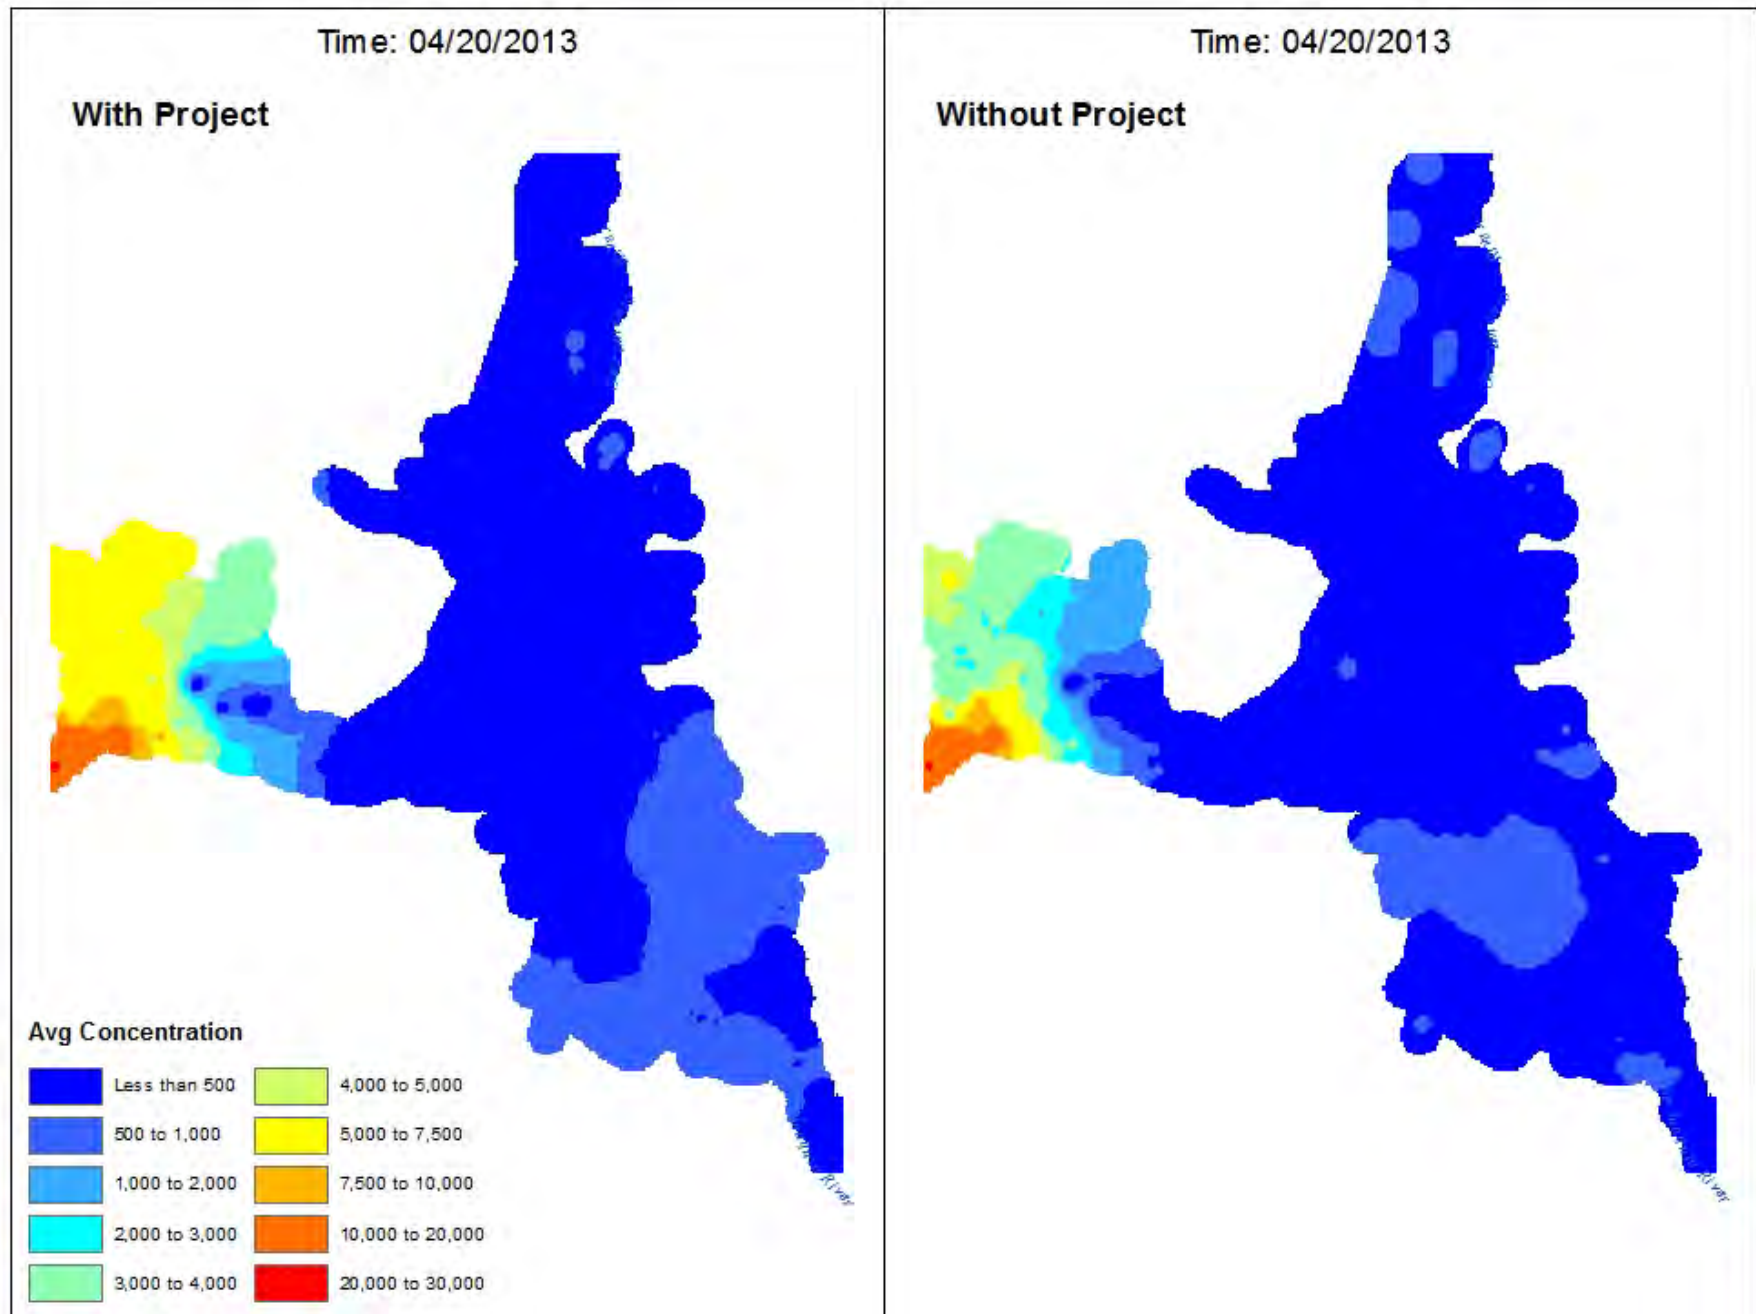 Time: 04/20/2013
With Project
Time: 04/20/2013
Without Project
Avg Concentration
Less than 500
500 to 1,000
1,000 to 2,000
2,000 to 3,000
3,000 to 4,000
4,000 to 5,000
5,000 to 7,500
7,500 to 10,000
10,000 to 20,000
20,000 to 30,000
River
River